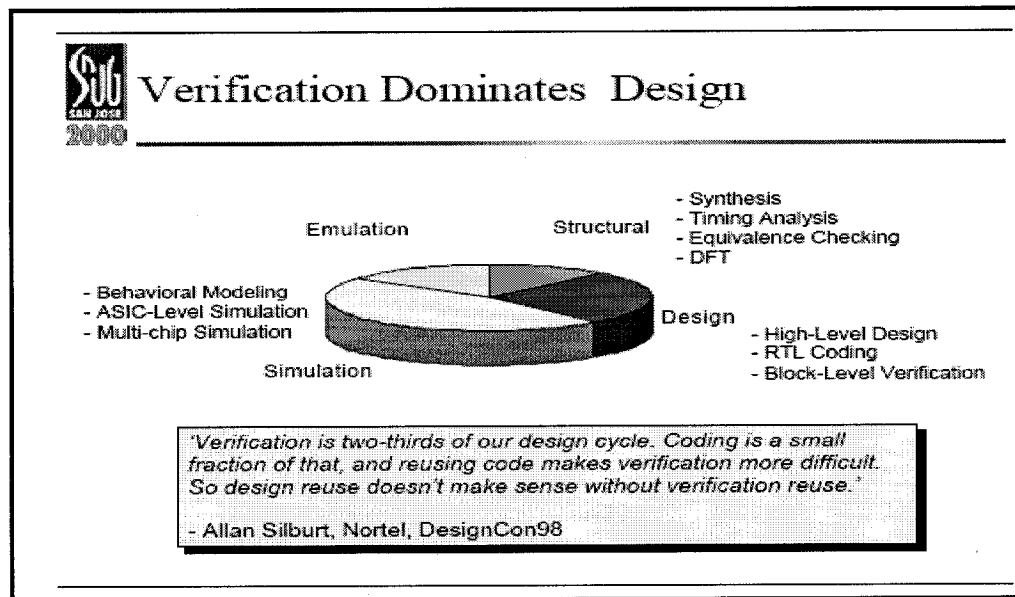 SNUG
SAN JOSE
2000
Verification Dominates Design
Emulation
Structural
- Synthesis
- Timing Analysis
- Equivalence Checking
- DFT
- Behavioral Modeling
- ASIC-Level Simulation
- Multi-chip Simulation
Simulation
Design
- High-Level Design
- RTL Coding
- Block-Level Verification
'Verification is two-thirds of our design cycle. Coding is a small
fraction of that, and reusing code makes verification more difficult.
So design reuse doesn't make sense without verification reuse.'
- Allan Silburt, Nortel, DesignCon98